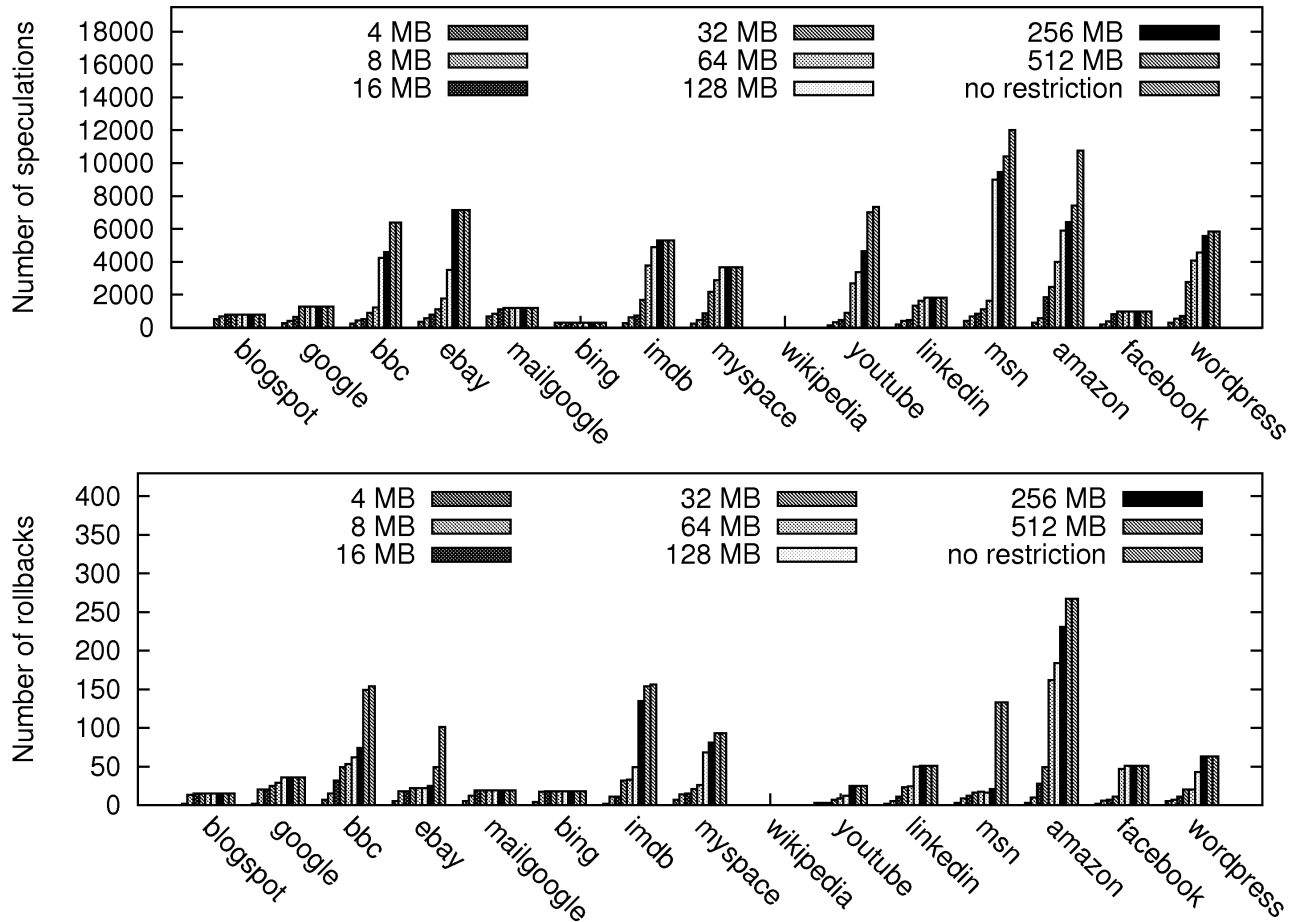 Number of speculations
18000
16000
14000
12000
10000
8000
6000
4000
2000
0
4 MB
8 MB
16 MB
32 MB
64 MB
128 MB
256 MB
512 MB
no restriction
blogspot
google
bbc
ebay
mailgoogle
bing
imdb
myspace
wikipedia
youtube
linkedin
msn
amazon
facebook
wordpress
Number of rollbacks
400
350
300
250
200
150
100
50
0
4 MB
8 MB
16 MB
32 MB
64 MB
128 MB
256 MB
512 MB
no restriction
blogspot
google
bbc
ebay
mailgoogle
bing
imdb
myspace
wikipedia
youtube
linkedin
msn
amazon
facebook
wordpress